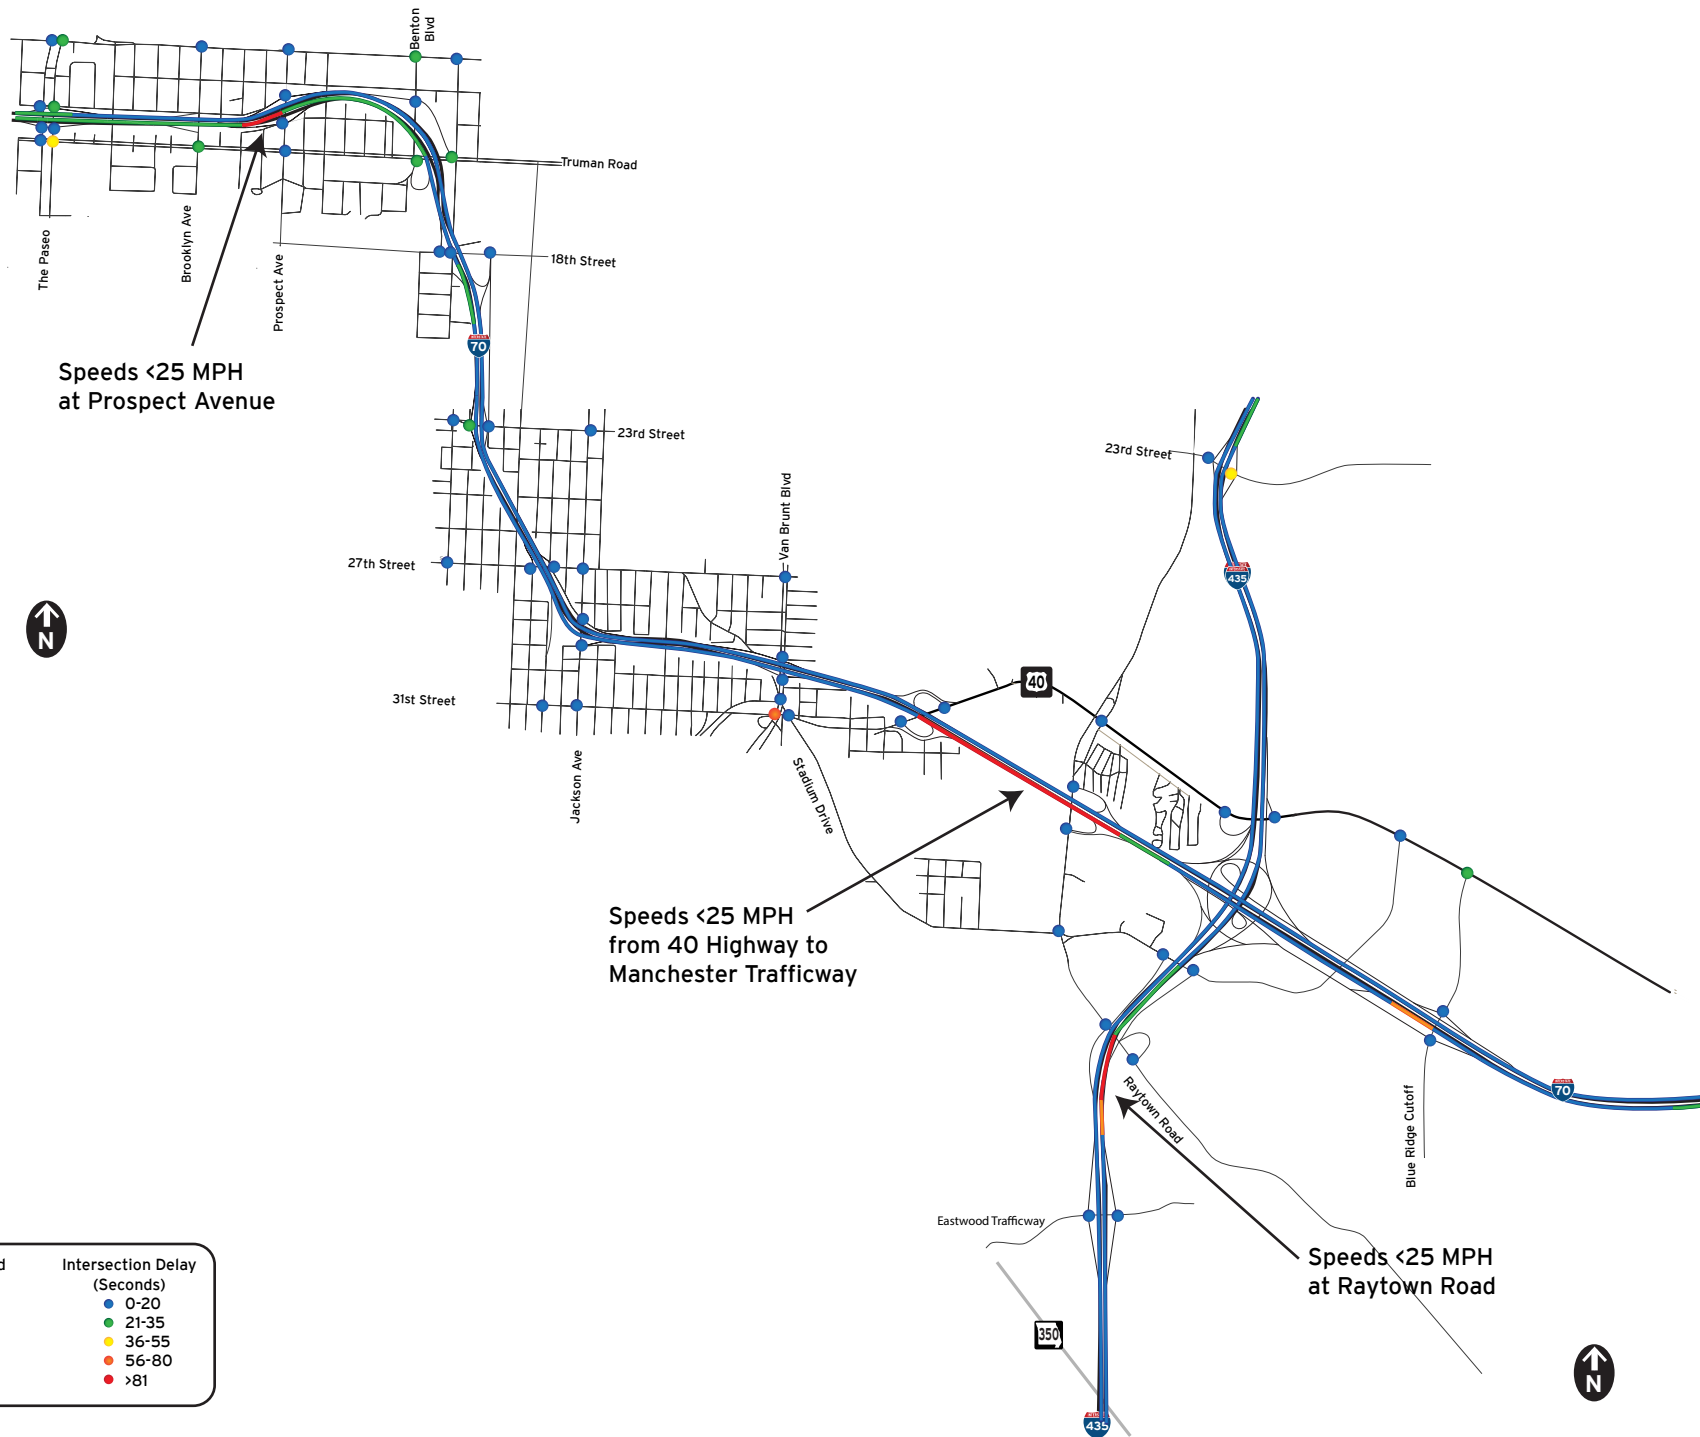 Benton
Blvd
Truman Road
The Paseo
Brooklyn Ave
Prospect Ave
18th Street
70
Speeds <25 MPH
at Prospect Avenue
23rd Street
23rd Street
Van Brunt Blvd
27th Street
435
N
40
31st Street
Jackson Ave
Stadium Drive
Speeds <25 MPH
from 40 Highway to
Manchester Trafficway
Raytown Road
70
Blue Ridge Cutoff
Eastwood Trafficway
Speeds <25 MPH
at Raytown Road
d
Intersection Delay
(Seconds)
0-20
21-35
36-55
56-80
>81
350
N
435